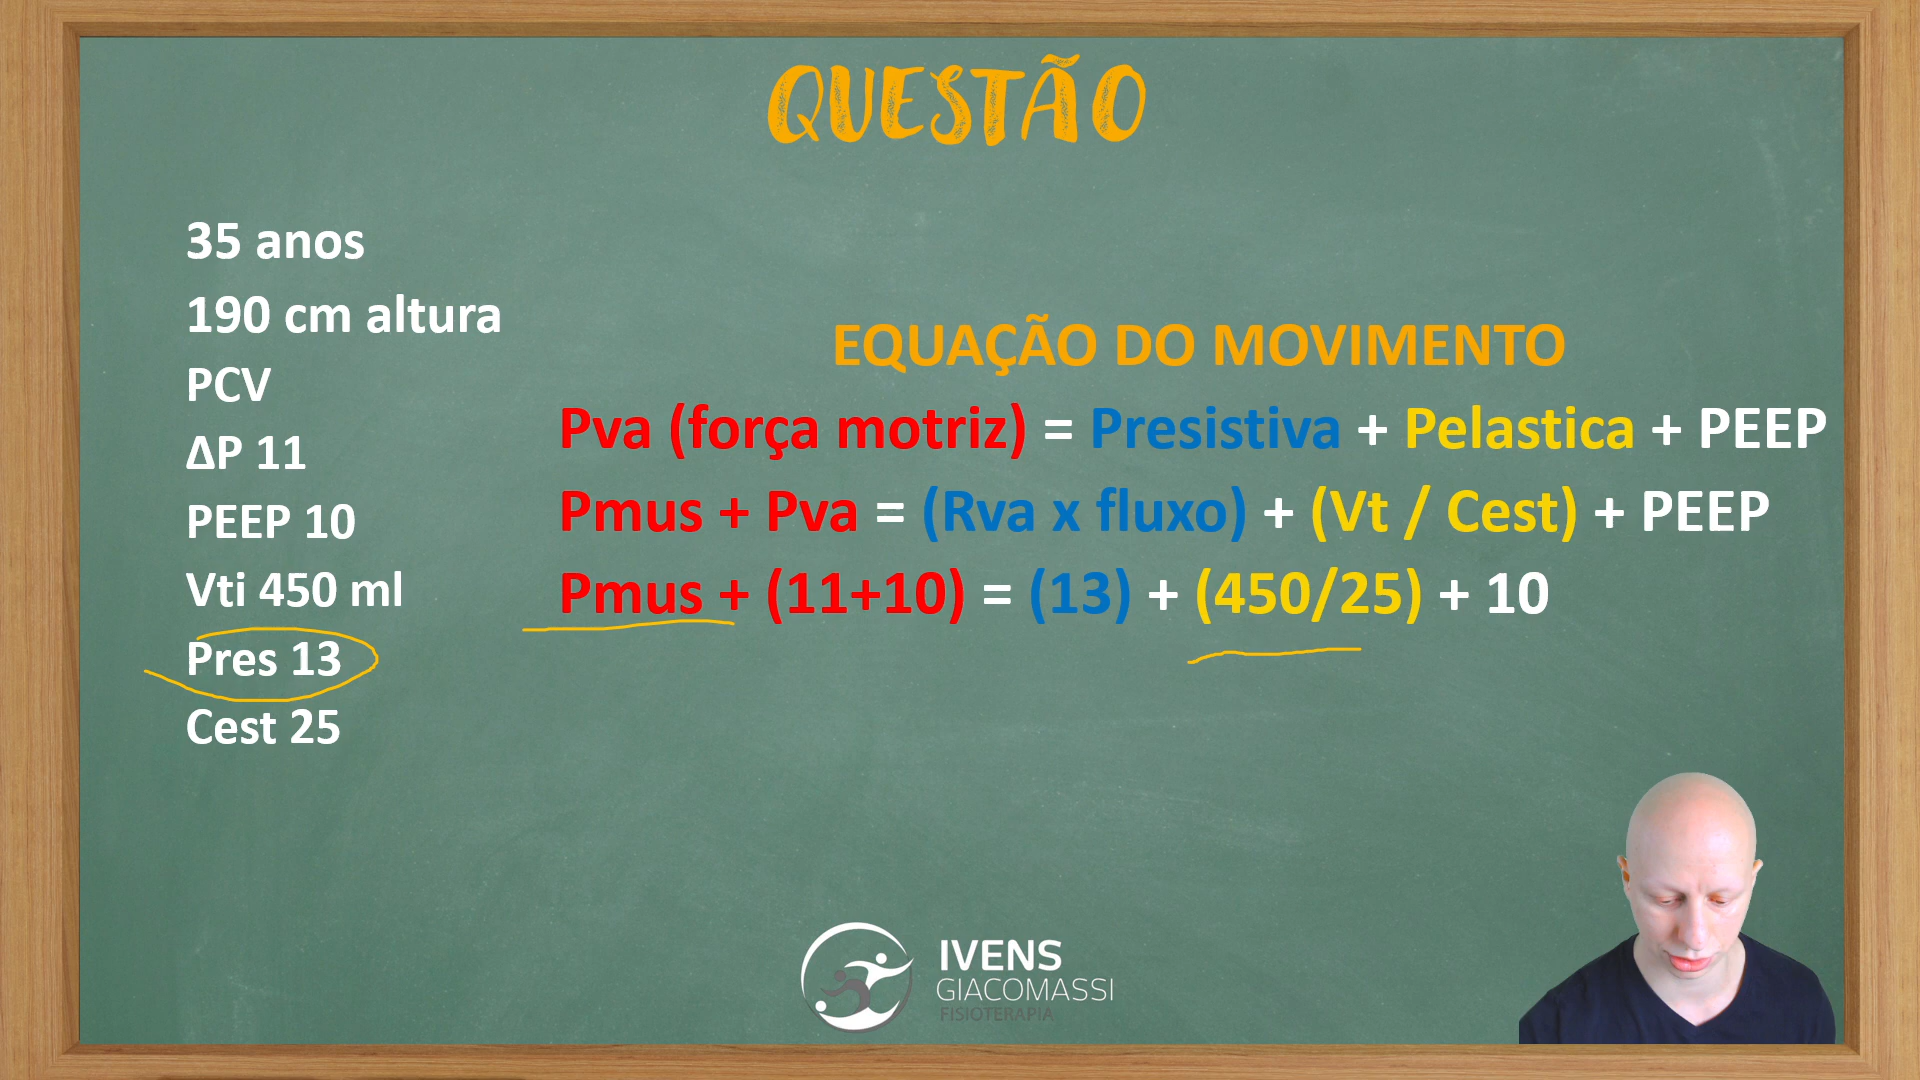 QUESTÃO
35 anos
190 cm altura
PCV
ΔP 11
PEEP 10
Vti 450 ml
Pres 13
Cest 25
EQUAÇÃO DO MOVIMENTO
Pva (força motriz) = Presistiva + Pelastica + PEEP
Pmus + Pva = (Rva x fluxo) + (Vt / Cest) + PEEP
Pmus + (11+10) = (13) + (450/25) + 10
IVENS
GIACOMASSI
FISIOTERAPIA